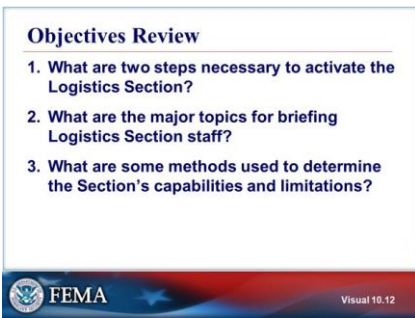 Objectives Review
1. What are two steps necessary to activate the
Logistics Section?
2. What are the major topics for briefing
Logistics Section staff?
3. What are some methods used to determine
the Section's capabilities and limitations?
FEMA
Visual 10.12